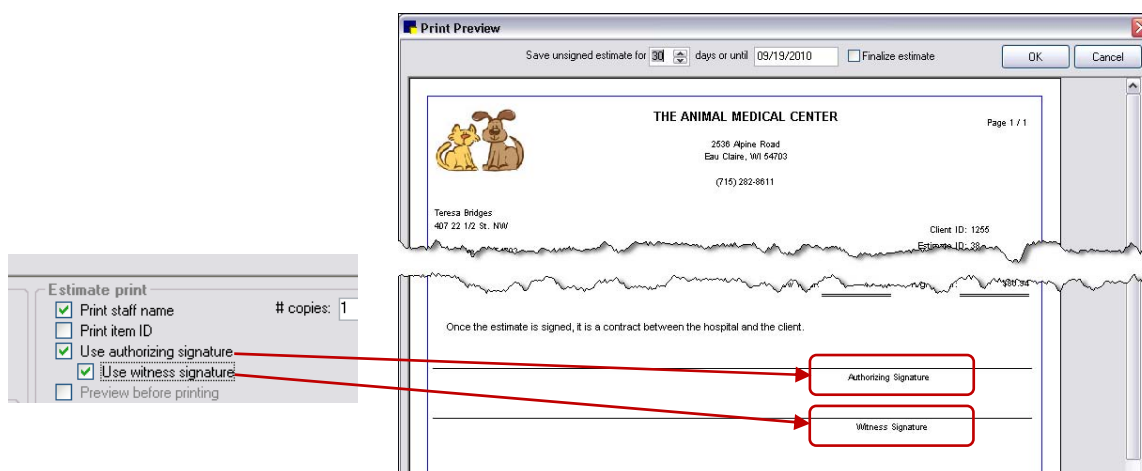 Print Preview
Save unsigned estimate for 30 days or until 09/19/2010 Finalize estimate OK Cancel
THE ANIMAL MEDICAL CENTER
Page 1 / 1
2536 Alpine Road
Eau Claire, WI 54703
(715) 282-8611
Teresa Bridges
407 22 1/2 St. NW
Client ID: 1255
Estimate ID: 38
Once the estimate is signed, it is a contract between the hospital and the client.
Authorizing Signature
Witness Signature
Estimate print
Print staff name # copies: 1
Print item ID
Use authorizing signature
Use witness signature
Preview before printing